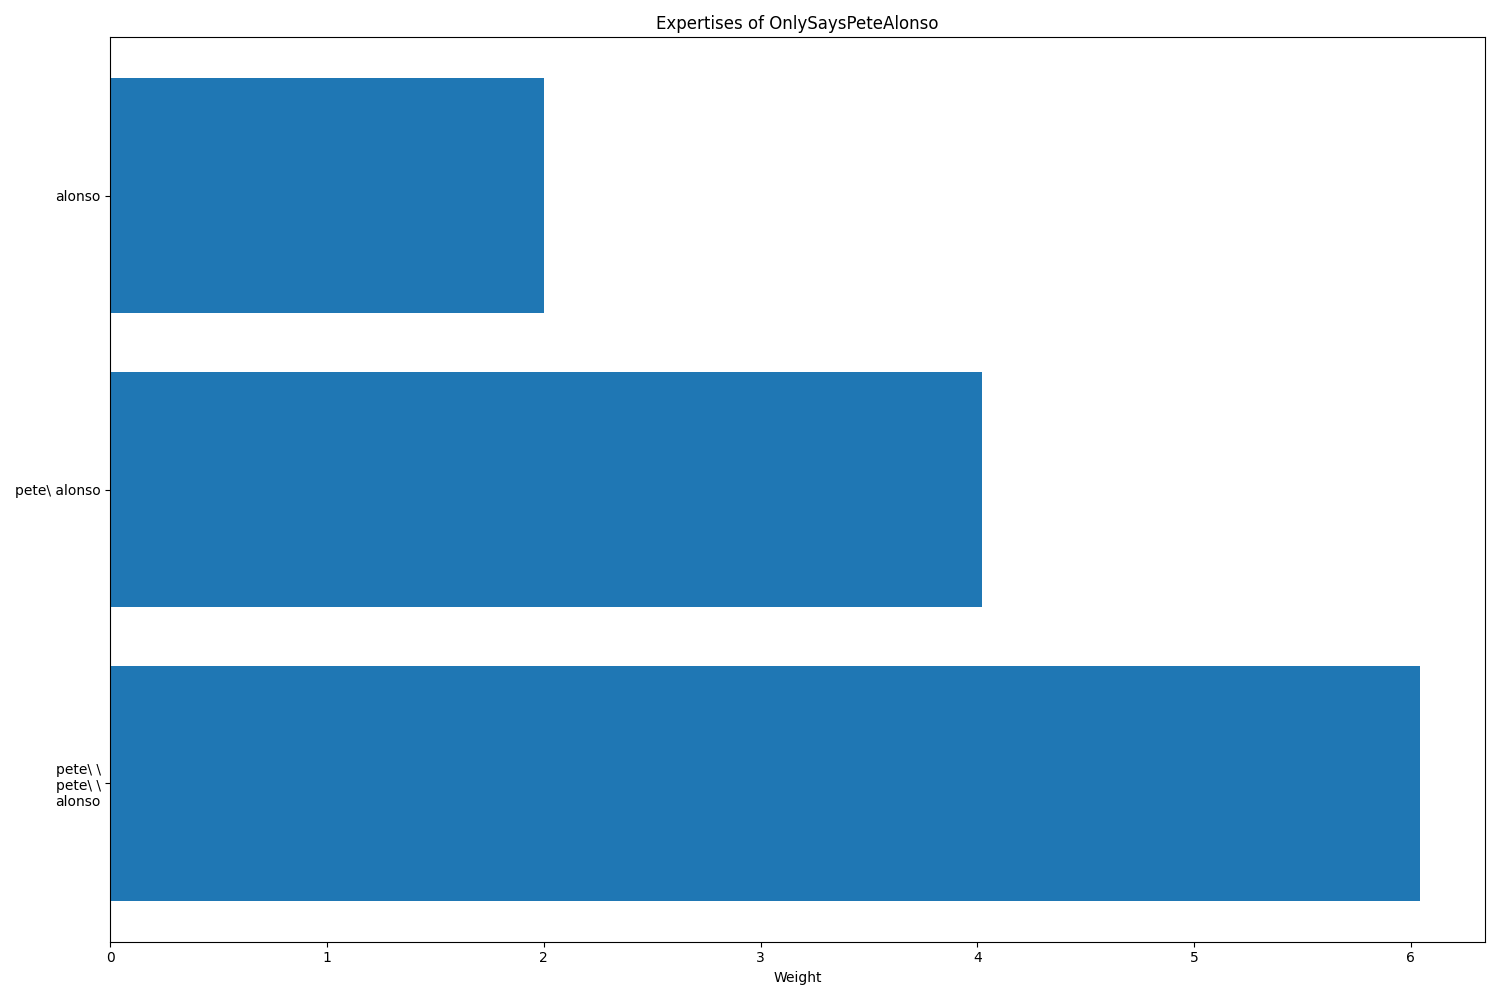 Expertises of OnlySaysPeteAlonso
alonso
pete\ alonso
pete\ \
pete\ \
alonso
0 1 2 3 4 5 6
Weight